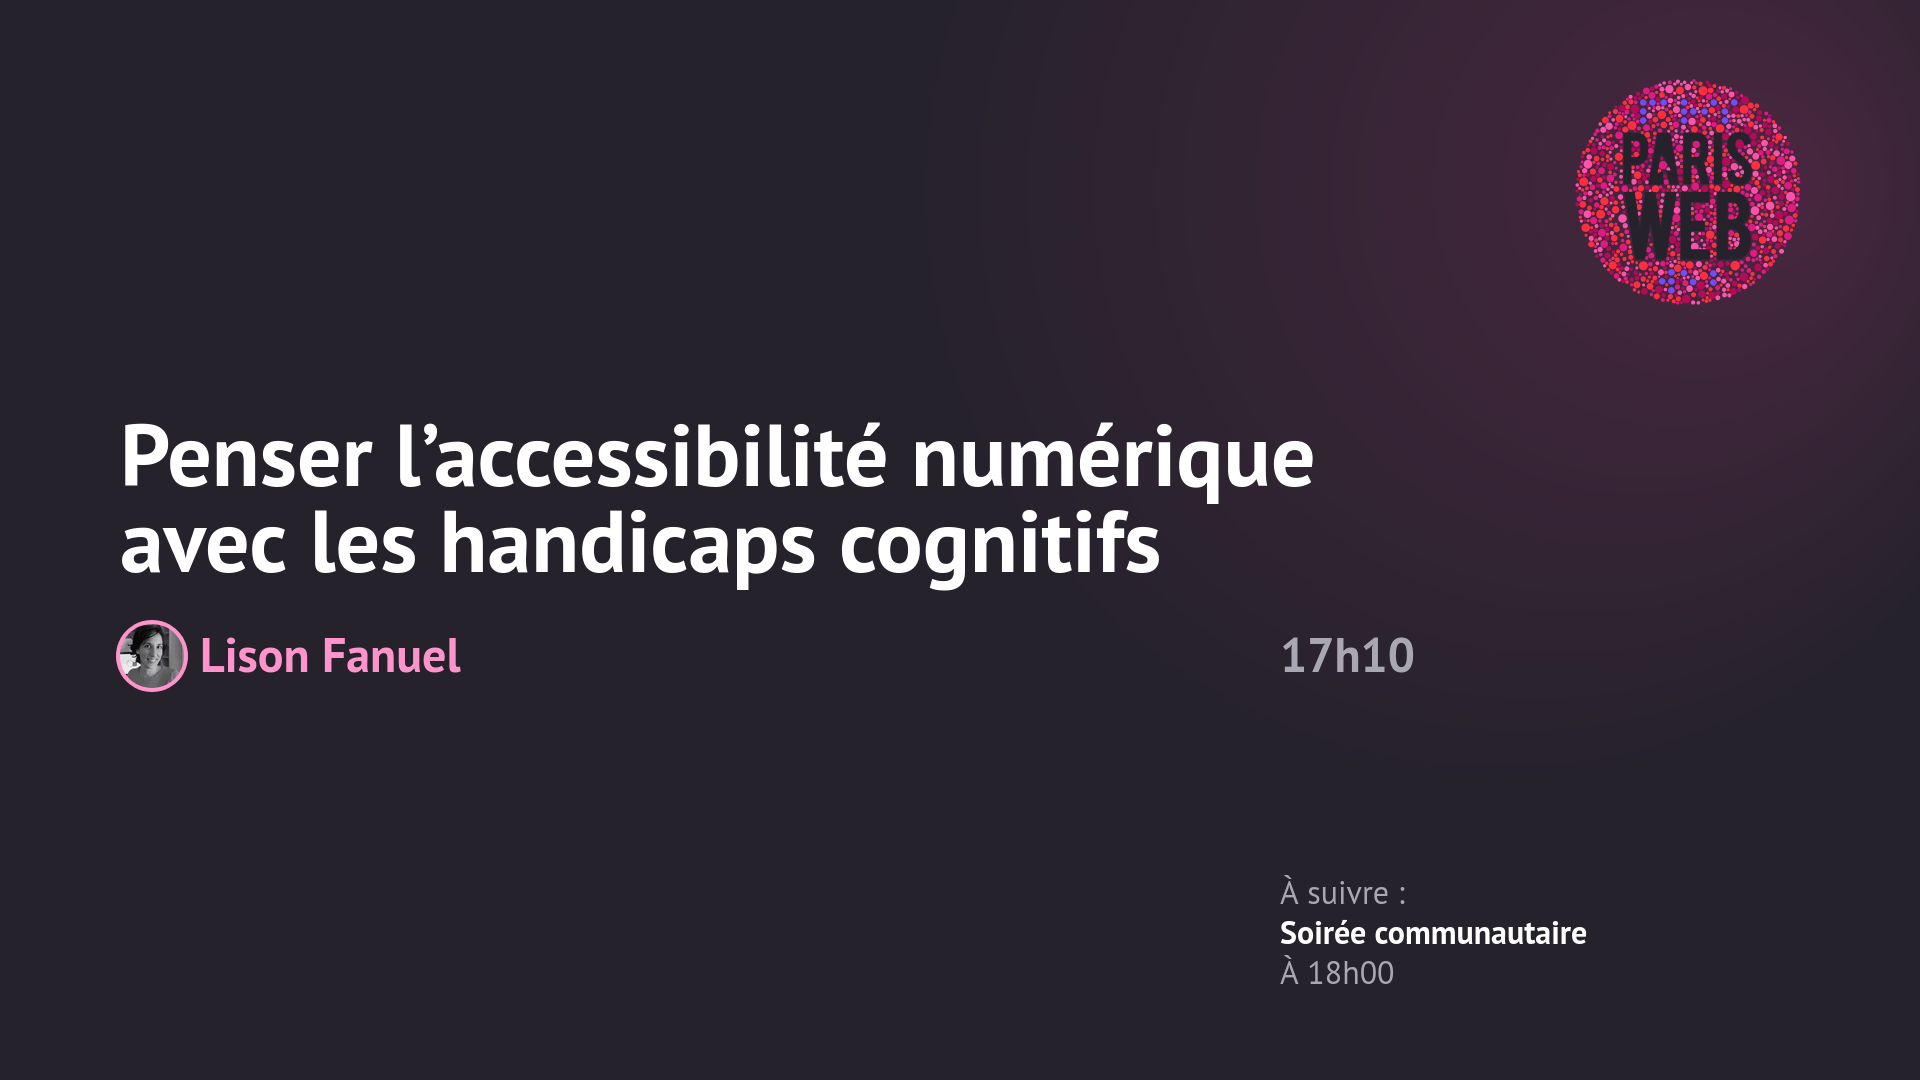 PARIS
WEB
Penser l’accessibilité numérique
avec les handicaps cognitifs
Lison Fanuel
17h10
À suivre :
Soirée communautaire
À 18h00